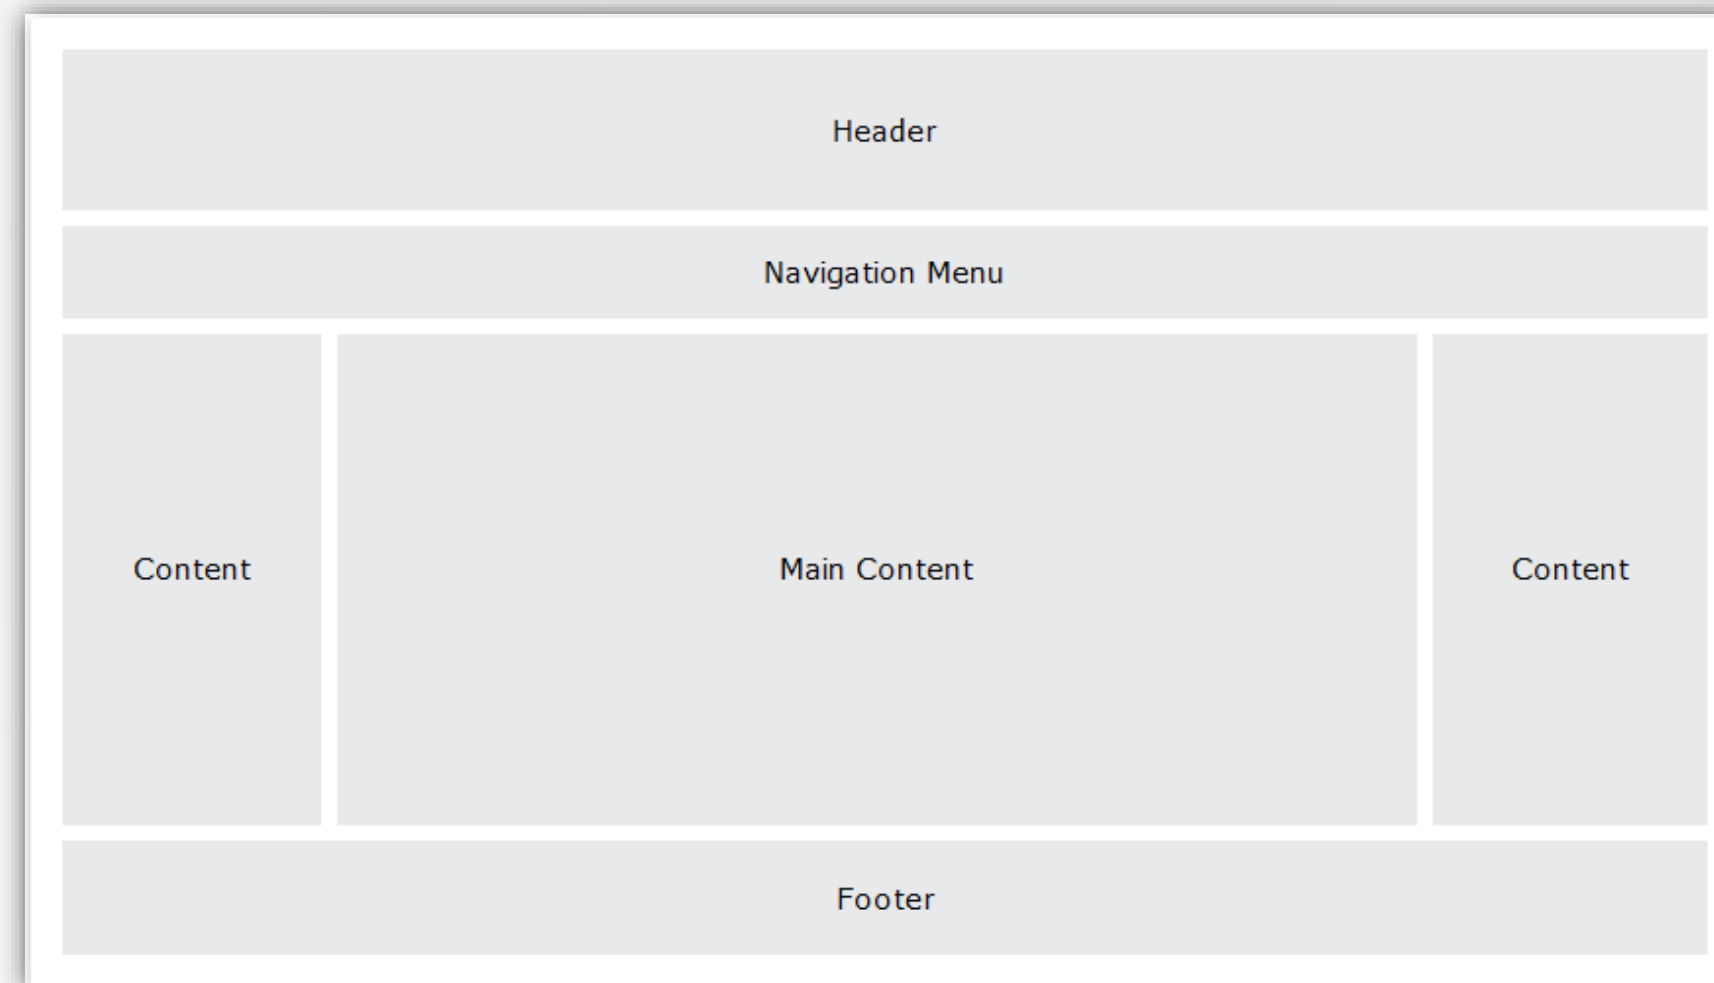 Header
Navigation Menu
Content
Main Content
Content
Footer